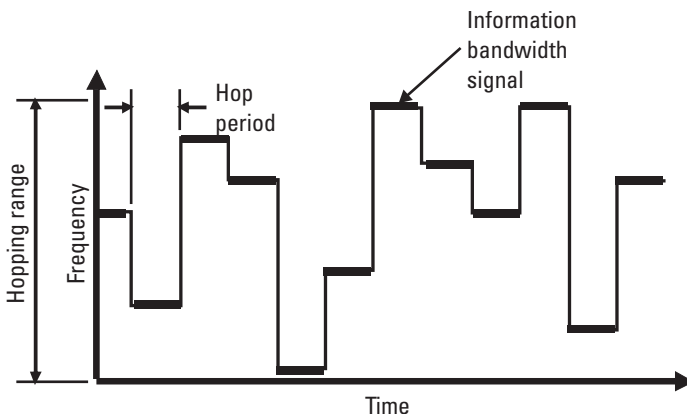 Information
bandwidth
signal
Hop
period
Hopping range
Frequency
Time